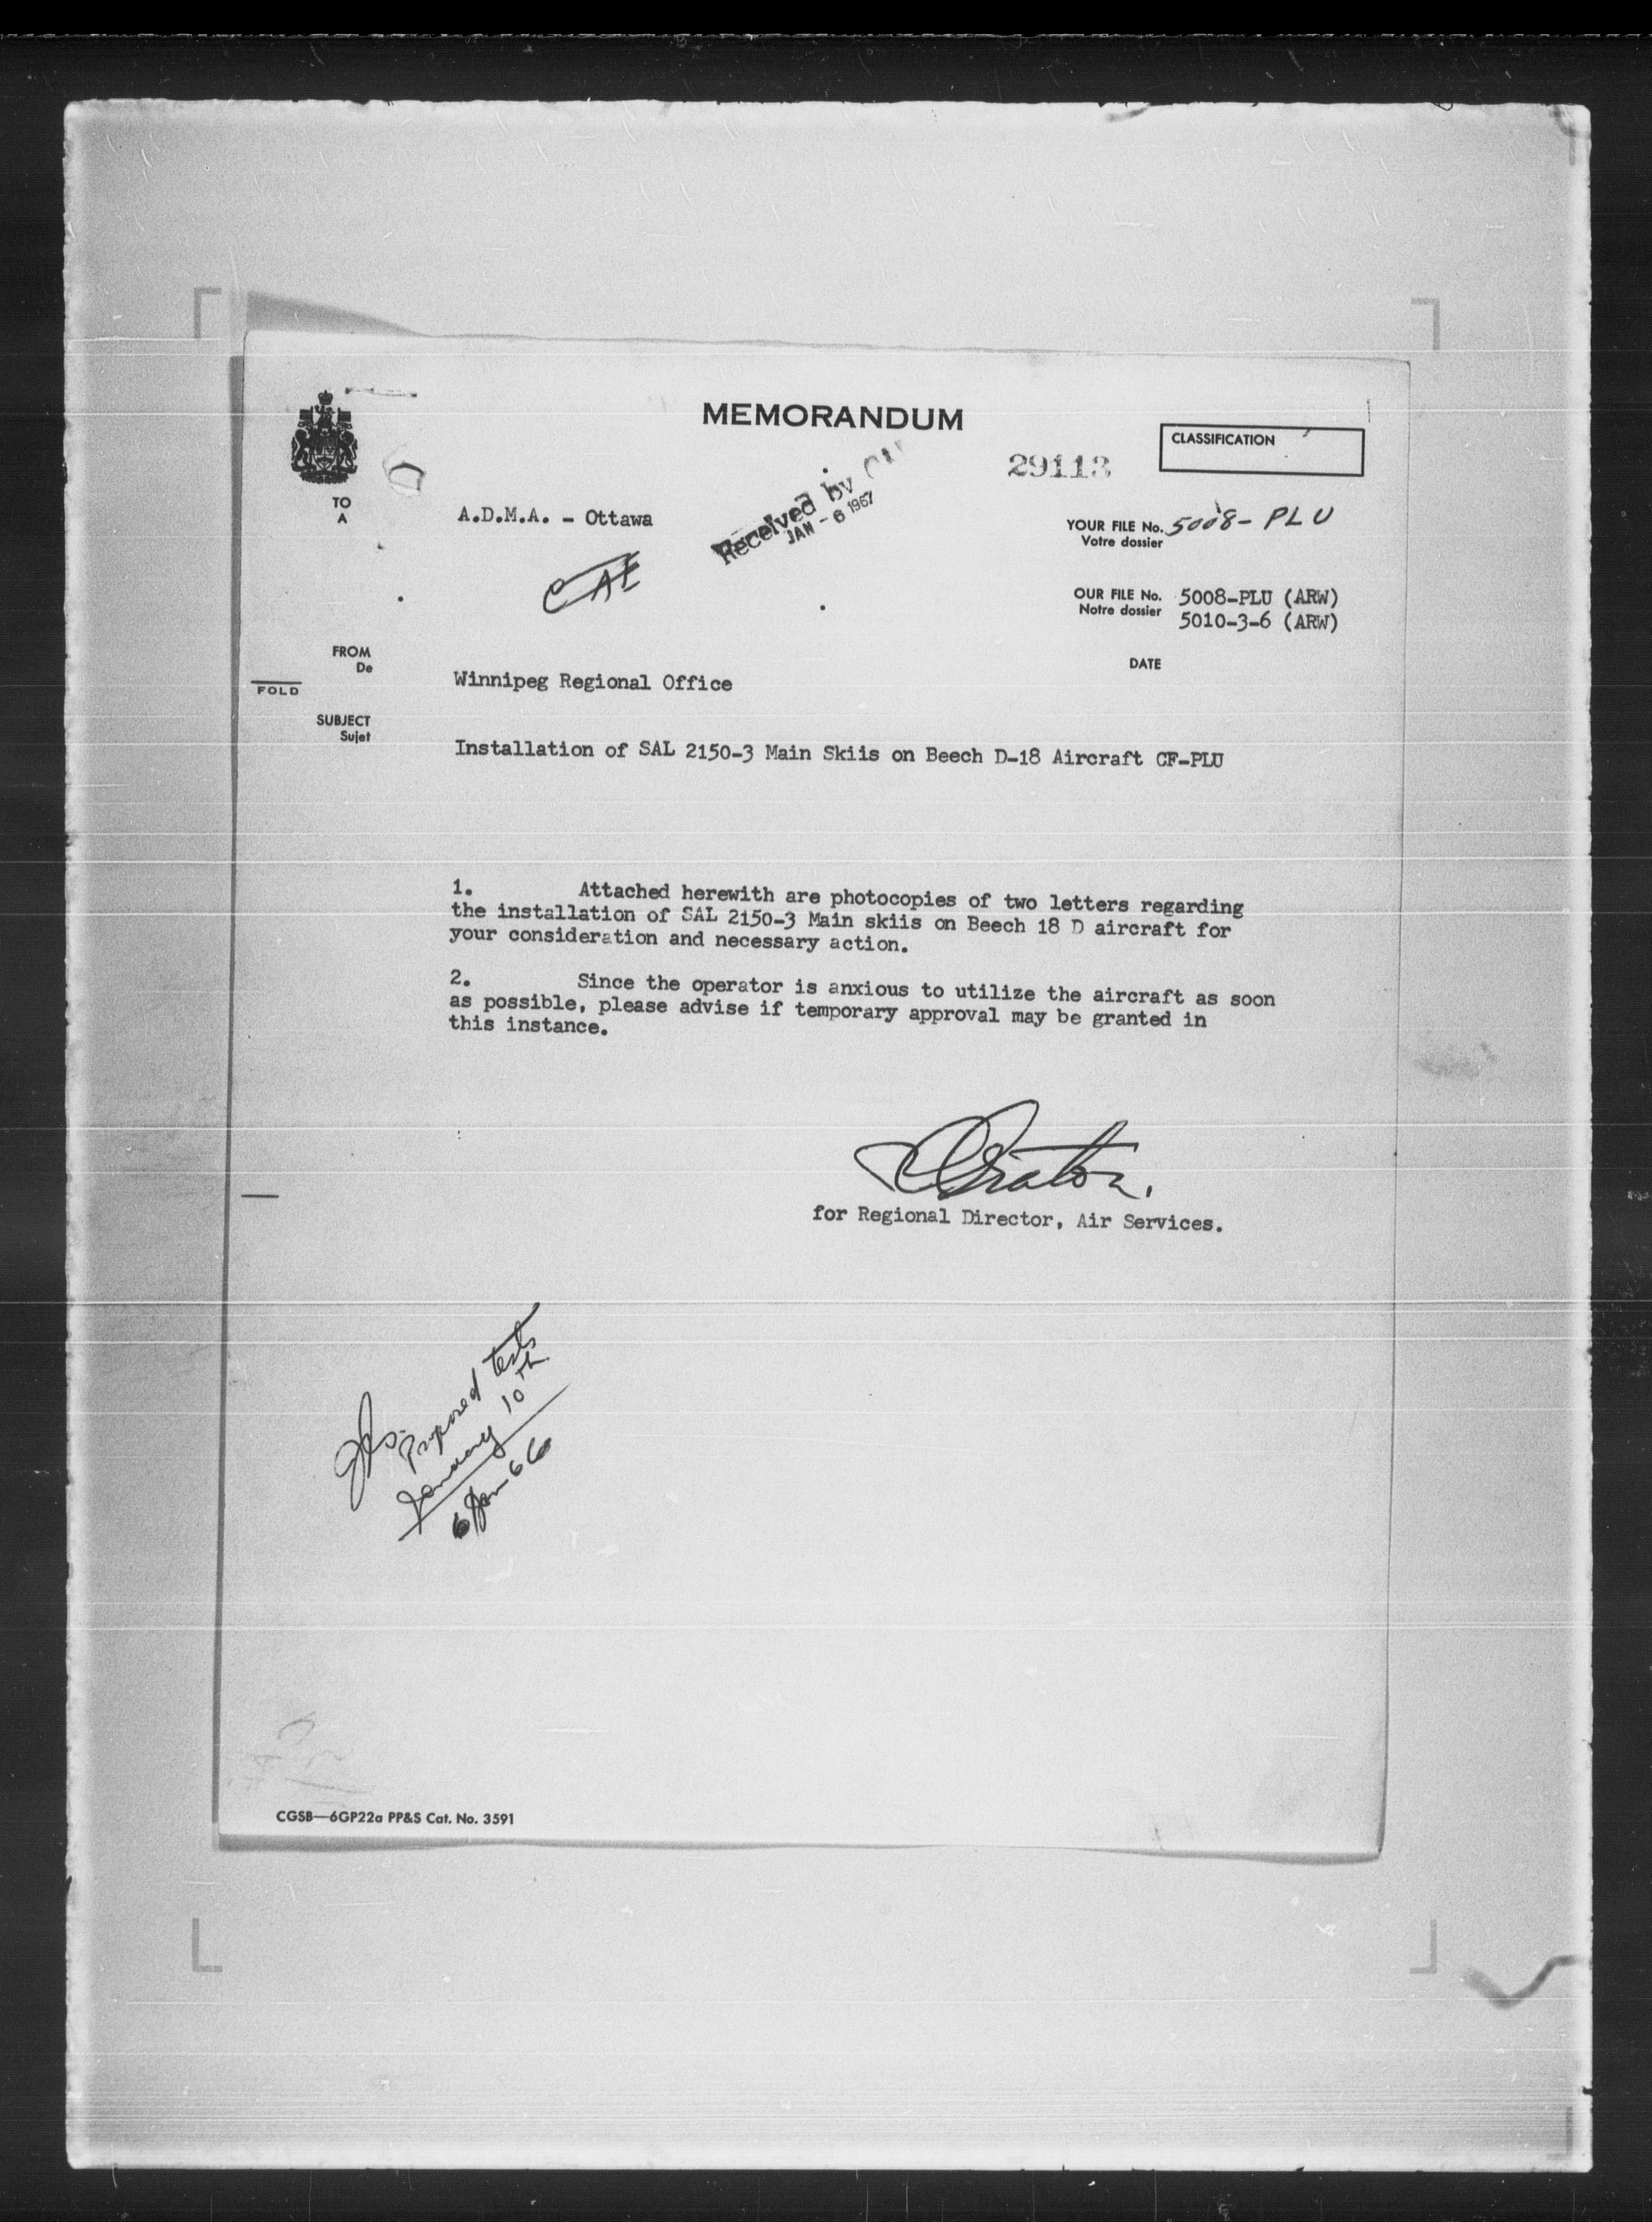 MEMORANDUM
CLASSIFICATION
29113
TO
A
A.D.M.A. - Ottawa
Received by
JAN - 6 1967
YOUR FILE No. 5008-PLU
Votre dossier
CAE
OUR FILE No. 5008-PLU (ARW)
Notre dossier 5010-3-6 (ARW)
FROM
De
Winnipeg Regional Office
DATE
FOLD
SUBJECT
Sujet
Installation of SAL 2150-3 Main Skiis on Beech D-18 Aircraft CF-PLU
1. Attached herewith are photocopies of two letters regarding
the installation of SAL 2150-3 Main skiis on Beech 18 D aircraft for
your consideration and necessary action.
2. Since the operator is anxious to utilize the aircraft as soon
as possible, please advise if temporary approval may be granted in
this instance.
for Regional Director, Air Services.
Proposed tests
January 10th
6 Jan 66
CGSB—6GP22a PP&S Cat. No. 3591